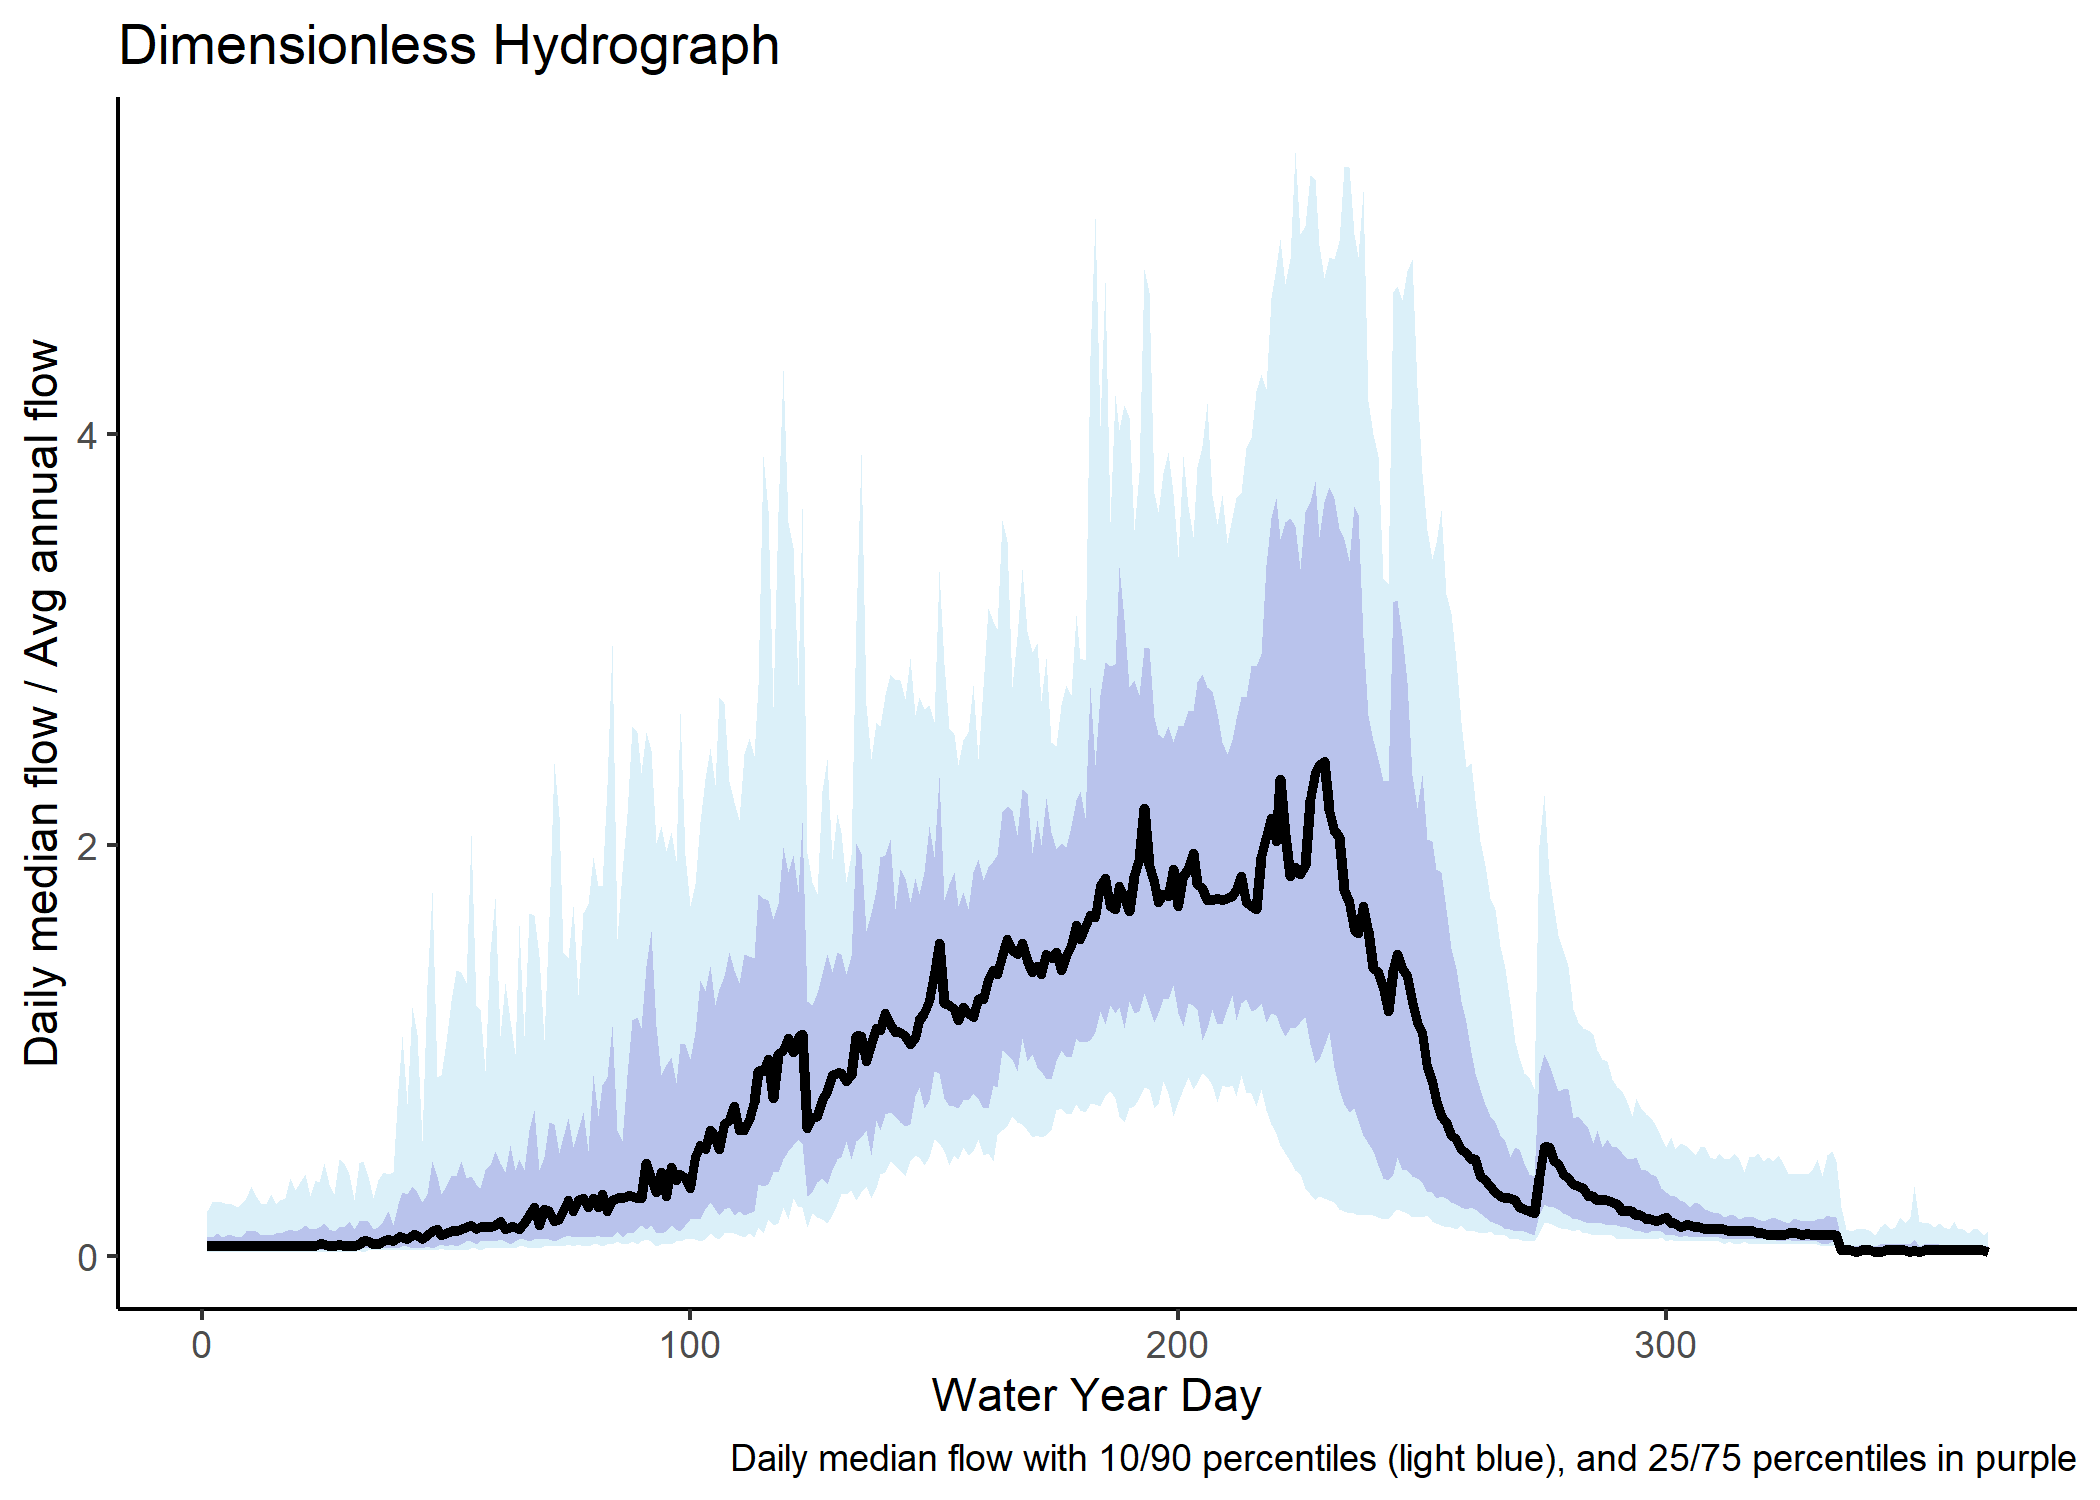 Dimensionless Hydrograph
Daily median flow / Avg annual flow
4
2
0
0 100 200 300
Water Year Day
Daily median flow with 10/90 percentiles (light blue), and 25/75 percentiles in purple